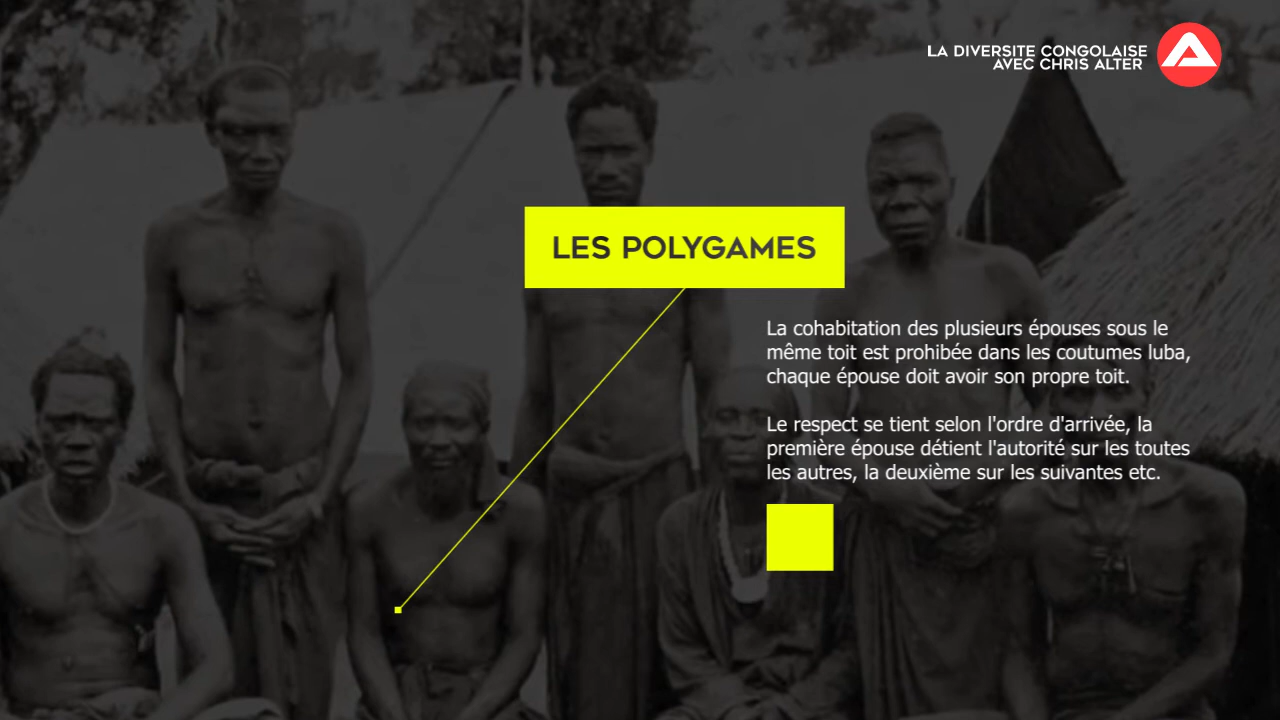 LA DIVERSITE CONGOLAISE
AVEC CHRIS ALTER
LES POLYGAMES
La cohabitation des plusieurs épouses sous le
même toit est prohibée dans les coutumes luba,
chaque épouse doit avoir son propre toit.
Le respect se tient selon l'ordre d'arrivée, la
première épouse détient l'autorité sur les toutes
les autres, la deuxième sur les suivantes etc.